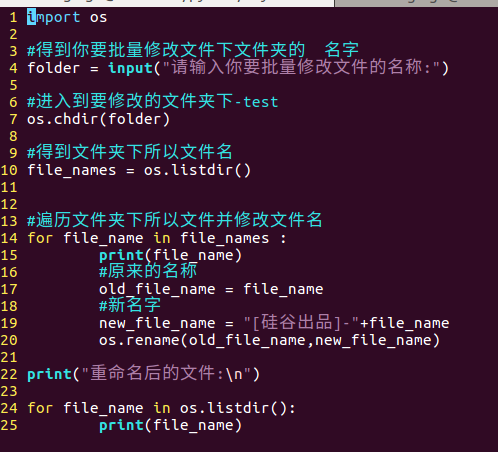 1 import os
2
3 #得到你要批量修改文件下文件夹的  名字
4 folder = input("请输入你要批量修改文件的名称:")
5
6 #进入到要修改的文件夹下-test
7 os.chdir(folder)
8
9 #得到文件夹下所以文件名
10 file_names = os.listdir()
11
12
13 #遍历文件夹下所以文件并修改文件名
14 for file_name in file_names :
15         print(file_name)
16         #原来的名称
17         old_file_name = file_name
18         #新名字
19         new_file_name = "[硅谷出品]-"+file_name
20         os.rename(old_file_name,new_file_name)
21
22 print("重命名后的文件:\n")
23
24 for file_name in os.listdir():
25         print(file_name)